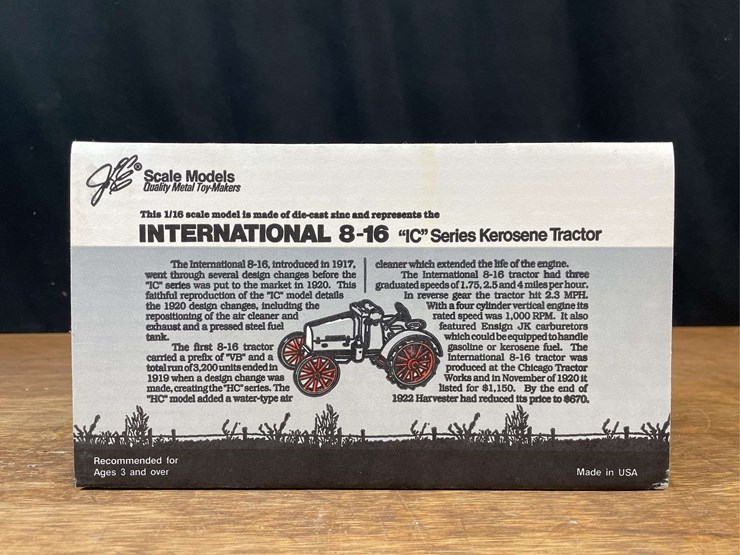 JLE®
Scale Models
Quality Metal Toy-Makers
This 1/16 scale model is made of die-cast zinc and represents the
INTERNATIONAL 8-16 "IC" Series Kerosene Tractor
The International 8-16, introduced in 1917,
went through several design changes before the
"IC" series was put to the market in 1920. This
faithful reproduction of the "IC" model details
the 1920 design changes, including the
repositioning of the air cleaner and
exhaust and a pressed steel fuel
tank.
The first 8-16 tractor
carried a prefix of "VB" and a
total run of 3,200 units ended in
1919 when a design change was
made, creating the "HC" series. The
"HC" model added a water-type air
cleaner which extended the life of the engine.
The International 8-16 tractor had three
graduated speeds of 1.75, 2.5 and 4 miles per hour.
In reverse gear the tractor hit 2.3 MPH.
With a four cylinder vertical engine its
rated speed was 1,000 RPM. It also
featured Ensign JK carburetors
which could be equipped to handle
gasoline or kerosene fuel. The
International 8-16 tractor was
produced at the Chicago Tractor
Works and in November of 1920 it
listed for $1,150. By the end of
1922 Harvester had reduced its price to $670.
Recommended for
Ages 3 and over
Made in USA